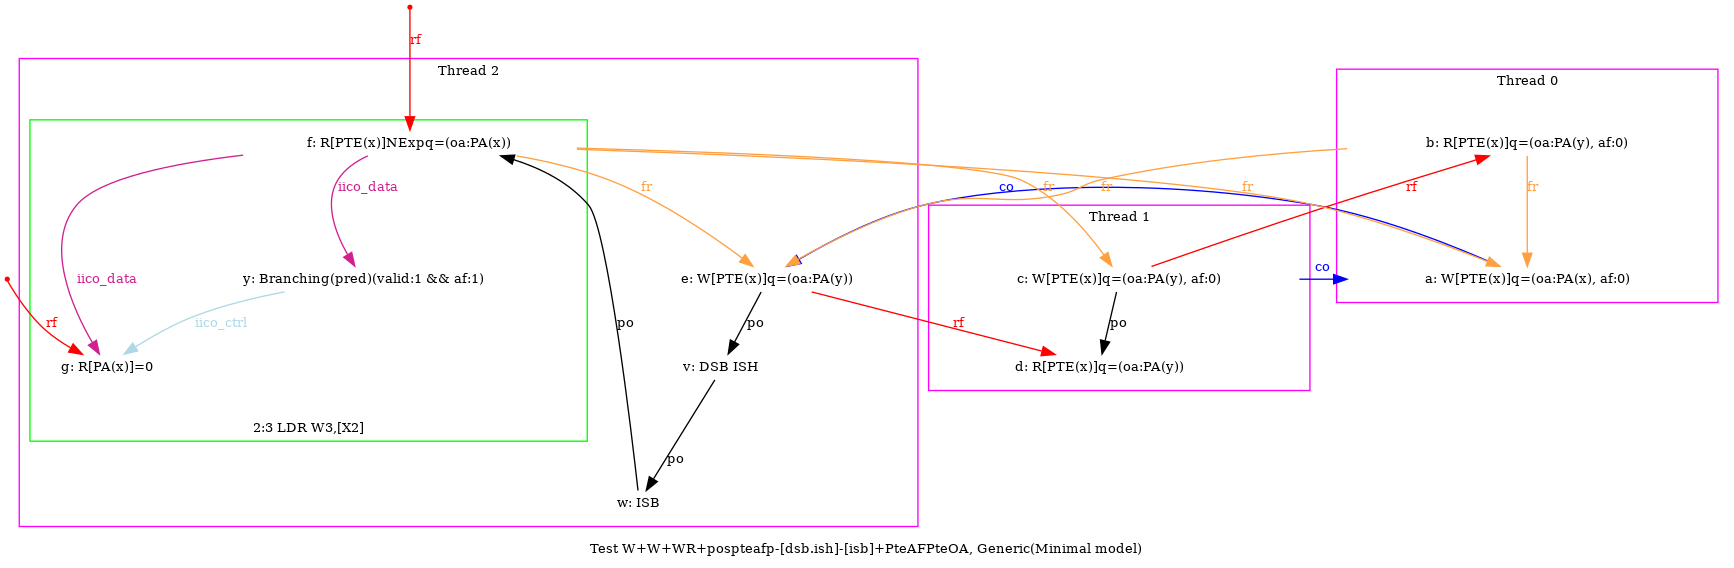 rf
Thread 2
Thread 0
f: R[PTE(x)]NExpq=(oa:PA(x))
b: R[PTE(x)]q=(oa:PA(y), af:0)
iico_data
fr
co
fr
fr
fr
rf
fr
Thread 1
iico_data
y: Branching(pred)(valid:1 && af:1)
e: W[PTE(x)]q=(oa:PA(y))
c: W[PTE(x)]q=(oa:PA(y), af:0)
co
a: W[PTE(x)]q=(oa:PA(x), af:0)
rf
iico_ctrl
po
po
rf
po
g: R[PA(x)]=0
v: DSB ISH
d: R[PTE(x)]q=(oa:PA(y))
2:3 LDR W3,[X2]
po
w: ISB
Test W+W+WR+pospteafp-[dsb.ish]-[isb]+PteAFPteOA, Generic(Minimal model)